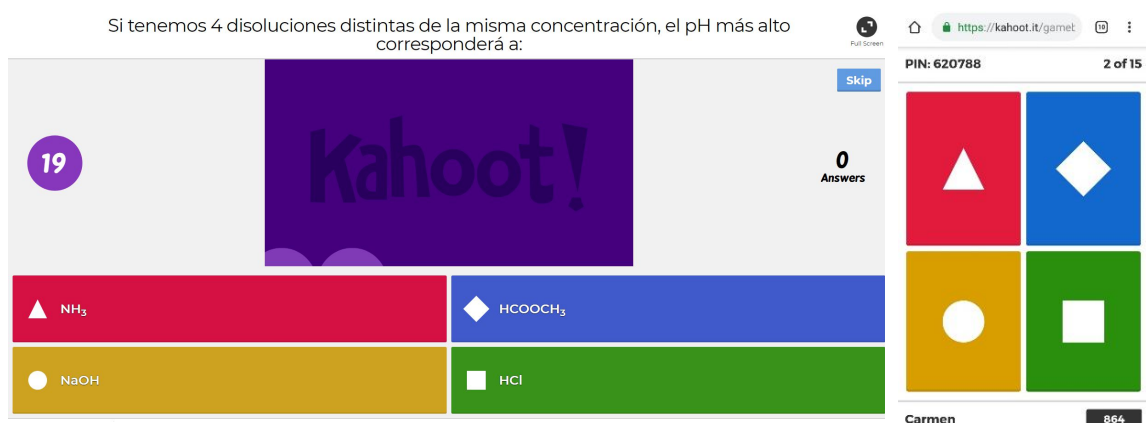 Si tenemos 4 disoluciones distintas de la misma concentración, el pH más alto
corresponderá a:
Full Screen
Skip
19
Kahoot!
0
Answers
NH₃
HCOOCH₃
NaOH
HCl
https://kahoot.it/gamet
10
PIN: 620788
2 of 15
Carmen
864